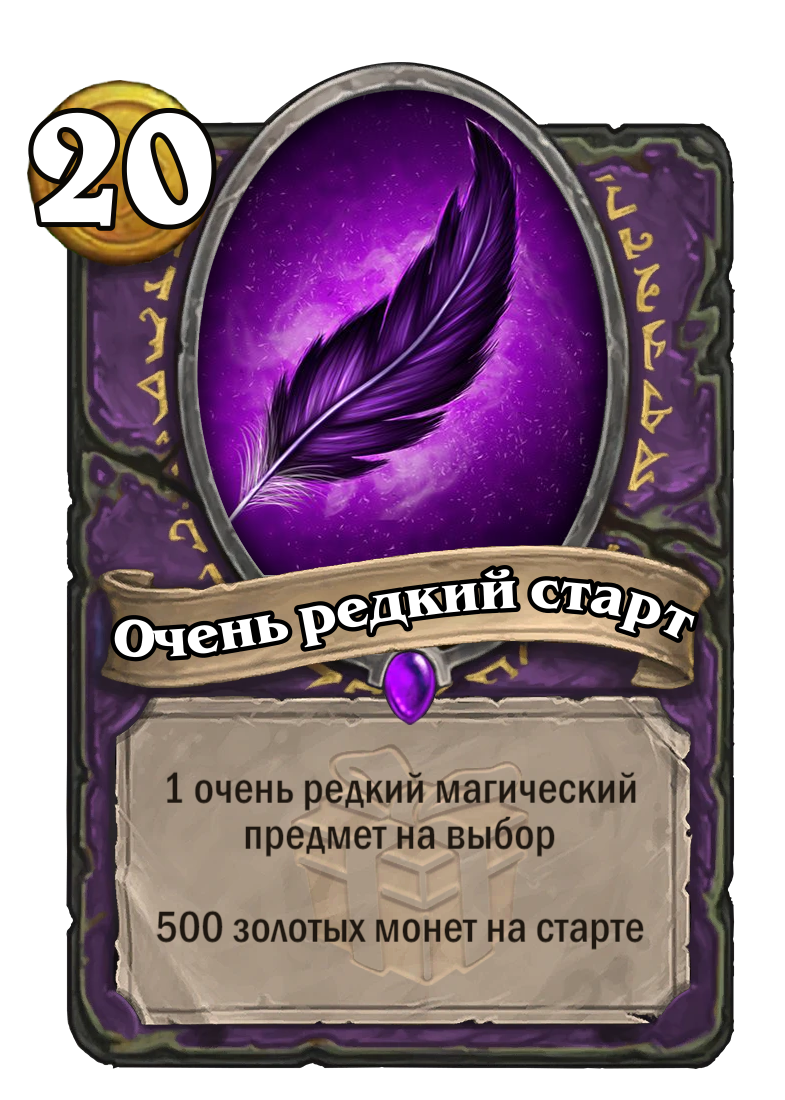 20
Очень редкий старт
1 очень редкий магический
предмет на выбор
500 золотых монет на старте